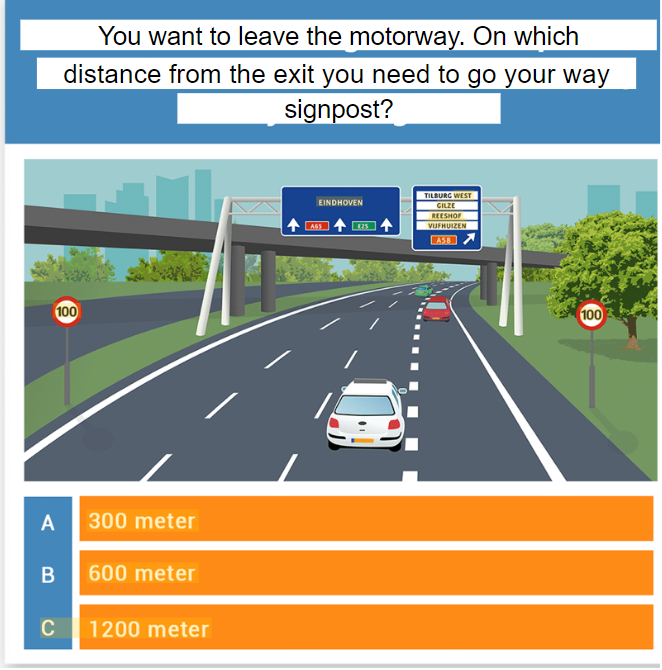 You want to leave the motorway. On which
distance from the exit you need to go your way
signpost?
EINDHOVEN
A65
E25
TILBURG WEST
GILZE
REESHOF
VIJFHUIZEN
A58
100
100
A
300 meter
B
600 meter
C
1200 meter